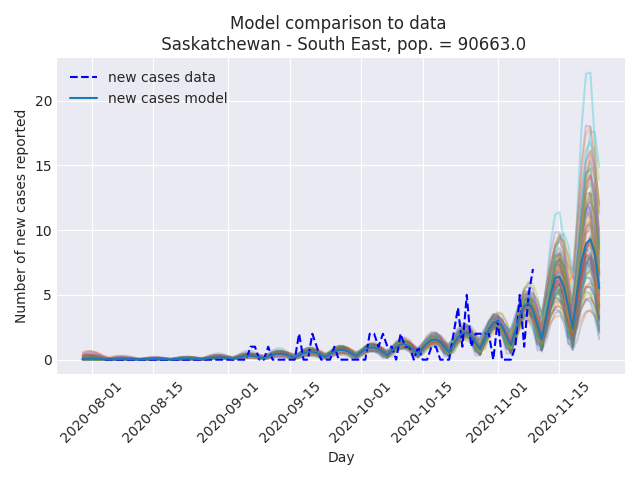 Model comparison to data
Saskatchewan - South East, pop. = 90663.0
new cases data
new cases model
Number of new cases reported
20
15
10
5
0
2020-08-01
2020-08-15
2020-09-01
2020-09-15
2020-10-01
2020-10-15
2020-11-01
2020-11-15
Day